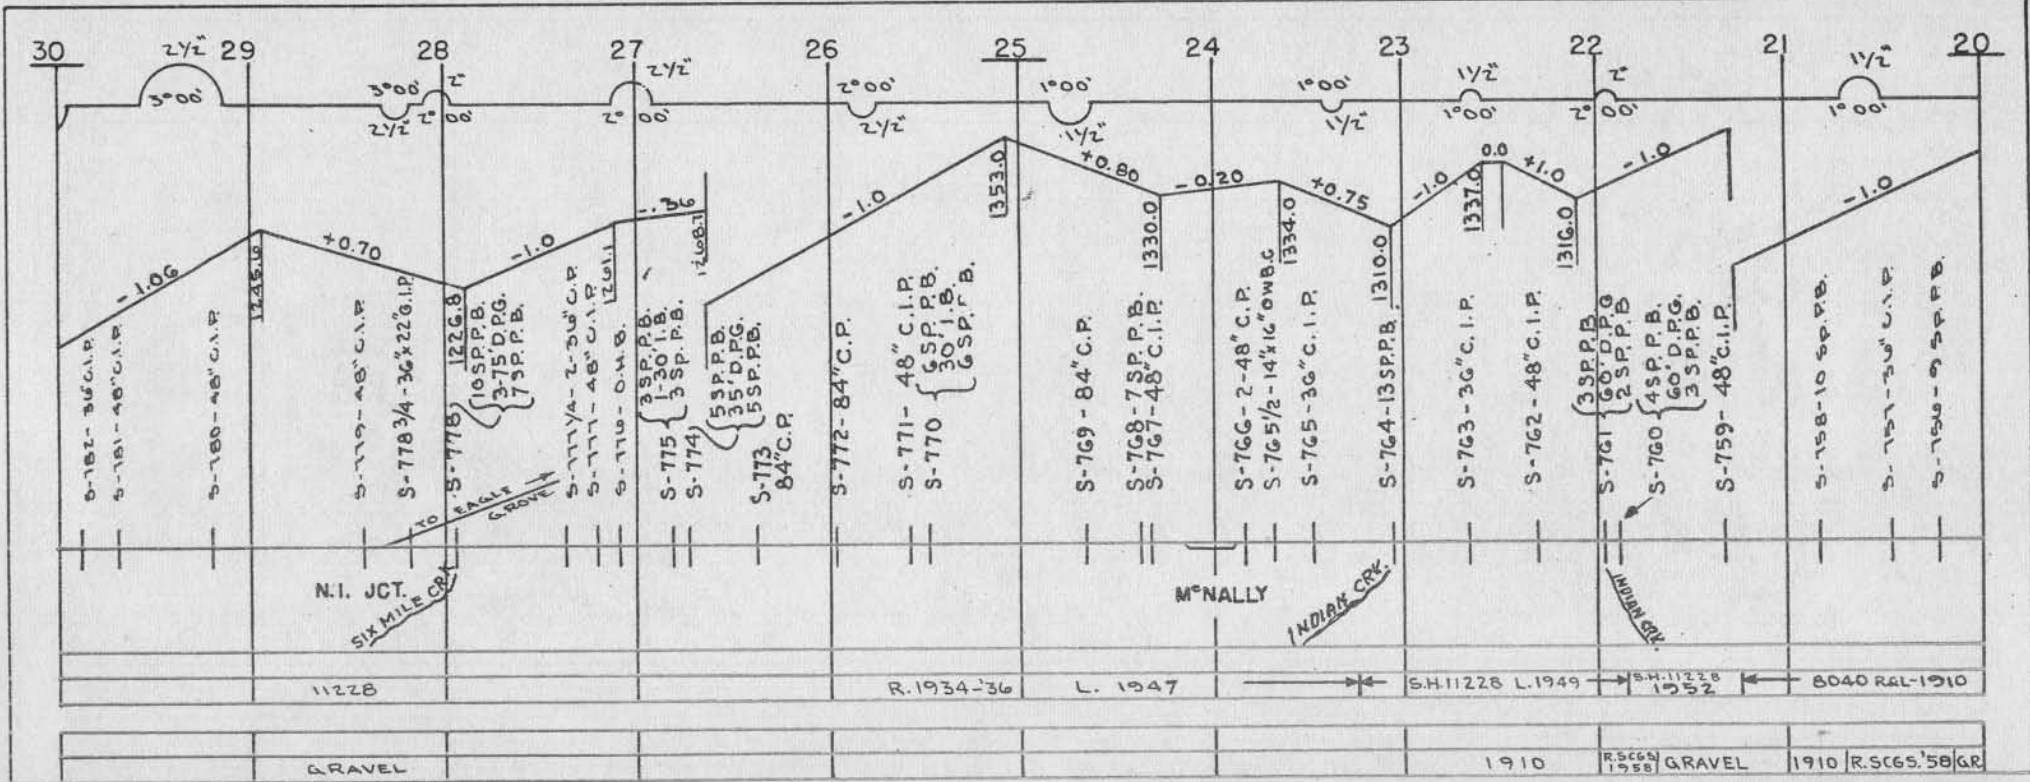 30 29 28 27 26 25 24 23 22 21 20
2½" 2" 2½" 1½" 2" 1½"
3°00' 3°00' 2°00' 1°00' 1°00'
2½" 2°00' 2°00' 2½" 1½" 1½" 1°00' 2°00' 1°00'
-1.06 +0.70 -1.0 -.36 -1.0 +0.80 -0.20 +0.75 -1.0 0.0 +1.0 -1.0 -1.0
1245.6
1226.8
1261.1
1268.7
1353.0
1330.0
1334.0
1310.0
1337.0
1316.0
S-782-36"C.I.P.
S-781-48"C.I.P.
S-780-48"C.I.P.
S-779-48"C.I.P.
S-778 3/4-36"x22"G.I.P.
S-778
10 SP.P.B.
3-75' D.P.G.
7 SP. P.B.
TO EAGLE GROVE
S-777 1/4-2-36" C.P.
S-777-48" C.I.P.
S-776-O.H.B.
S-775
3 SP. P.B.
1-30' I.B.
3 SP. P.B.
S-774
5 SP.P.B.
35' D.P.G.
5 SP.P.B.
S-773
84"C.P.
S-772-84"C.P.
S-771-48"C.I.P.
S-770
6 SP. P.B.
30' I.B.
6 SP.P.B.
S-769-84"C.P.
S-768-7 SP. P.B.
S-767-48"C.I.P.
S-766-2-48" C.P.
S-765 1/2-14'x16'OWB.G
S-765-36"C.I.P.
S-764-13 SP.P.B.
S-763-36"C.I.P.
S-762-48"C.I.P.
S-761
3 SP.P.B.
60' D.P.G
2 SP.P.B
S-760
4 SP. P.B.
60' D.P.G.
3 SP.P.B.
S-759-48"C.I.P.
S-758-10 SP.P.B.
S-757-36"C.I.P.
S-756-9 SP.P.B.
N.I. JCT.
SIX MILE CRK
McNALLY
INDIAN CRK.
INDIAN CRK.
11228 R.1934-'36 L. 1947 S.H.11228 L.1949 S.H.11228 1952 8040 R&L-1910
GRAVEL 1910 R.SCGS 1958 GRAVEL 1910 R.SCGS.'58 GR